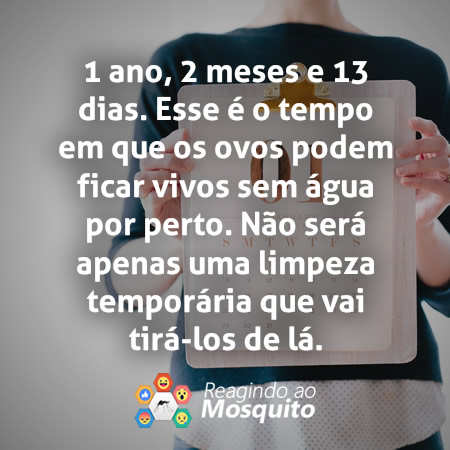 1 ano, 2 meses e 13
dias. Esse é o tempo
em que os ovos podem
ficar vivos sem água
por perto. Não será
apenas uma limpeza
temporária que vai
tirá-los de lá.
01
S M T W T F S
Reagindo ao
Mosquito